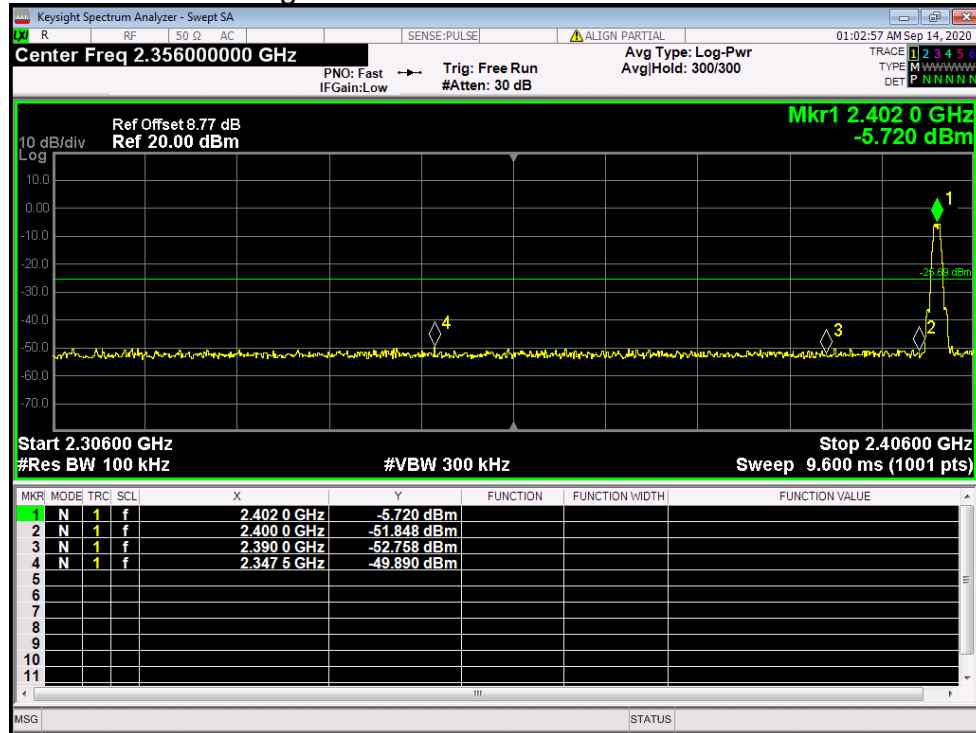 Keysight Spectrum Analyzer - Swept SA
LXI R RF 50 Ω AC SENSE:PULSE ALIGN PARTIAL 01:02:57 AM Sep 14, 2020
Center Freq 2.356000000 GHz
PNO: Fast
IFGain:Low
Trig: Free Run
#Atten: 30 dB
Avg Type: Log-Pwr
Avg|Hold: 300/300
TRACE 1 2 3 4 5 6
TYPE M WWWWW
DET P N N N N N
Mkr1 2.402 0 GHz
-5.720 dBm
Ref Offset 8.77 dB
10 dB/div Ref 20.00 dBm
Log
10.0
0.00
-10.0
-20.0
-30.0
-40.0
-50.0
-60.0
-70.0
1
-25.69 dBm
4
3
2
Start 2.30600 GHz Stop 2.40600 GHz
#Res BW 100 kHz #VBW 300 kHz Sweep 9.600 ms (1001 pts)
MKR MODE TRC SCL X Y FUNCTION FUNCTION WIDTH FUNCTION VALUE
1 N 1 f 2.402 0 GHz -5.720 dBm
2 N 1 f 2.400 0 GHz -51.848 dBm
3 N 1 f 2.390 0 GHz -52.758 dBm
4 N 1 f 2.347 5 GHz -49.890 dBm
5
6
7
8
9
10
11
MSG STATUS